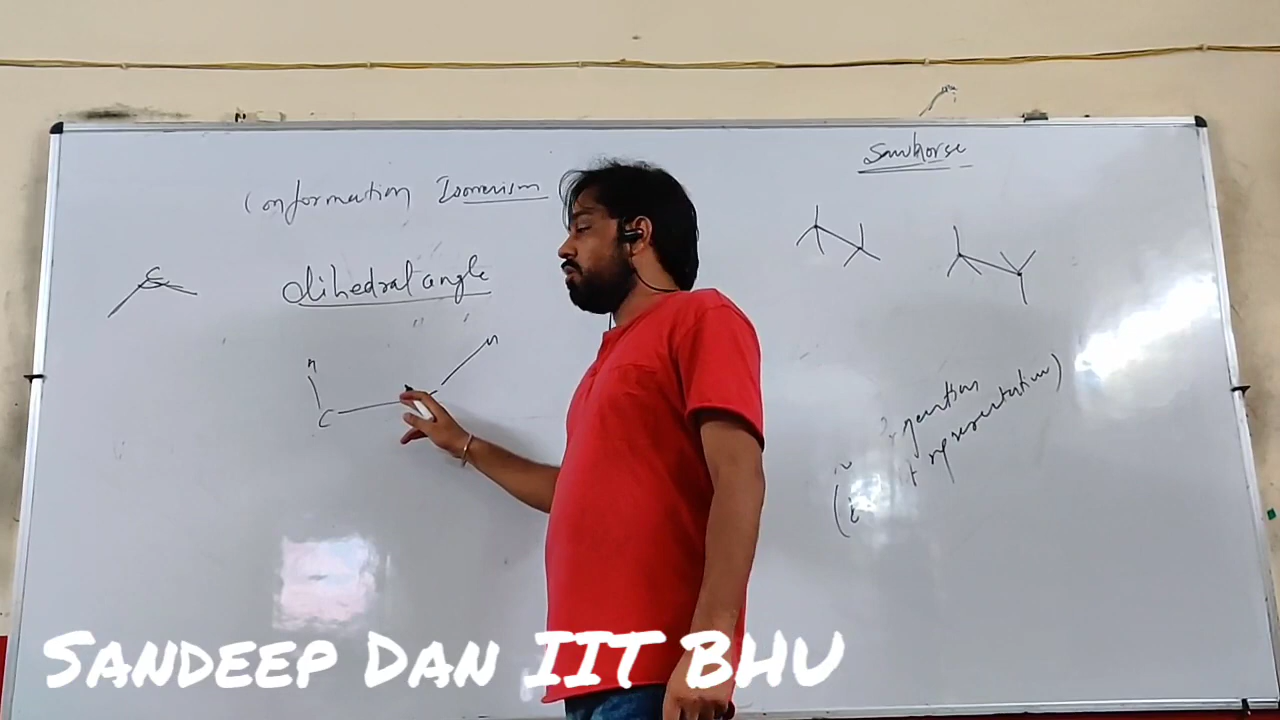 Conformation Isomerism
Sawhorse
dihedral angle
C
C
representation)
SANDEEP DAN IIT BHU